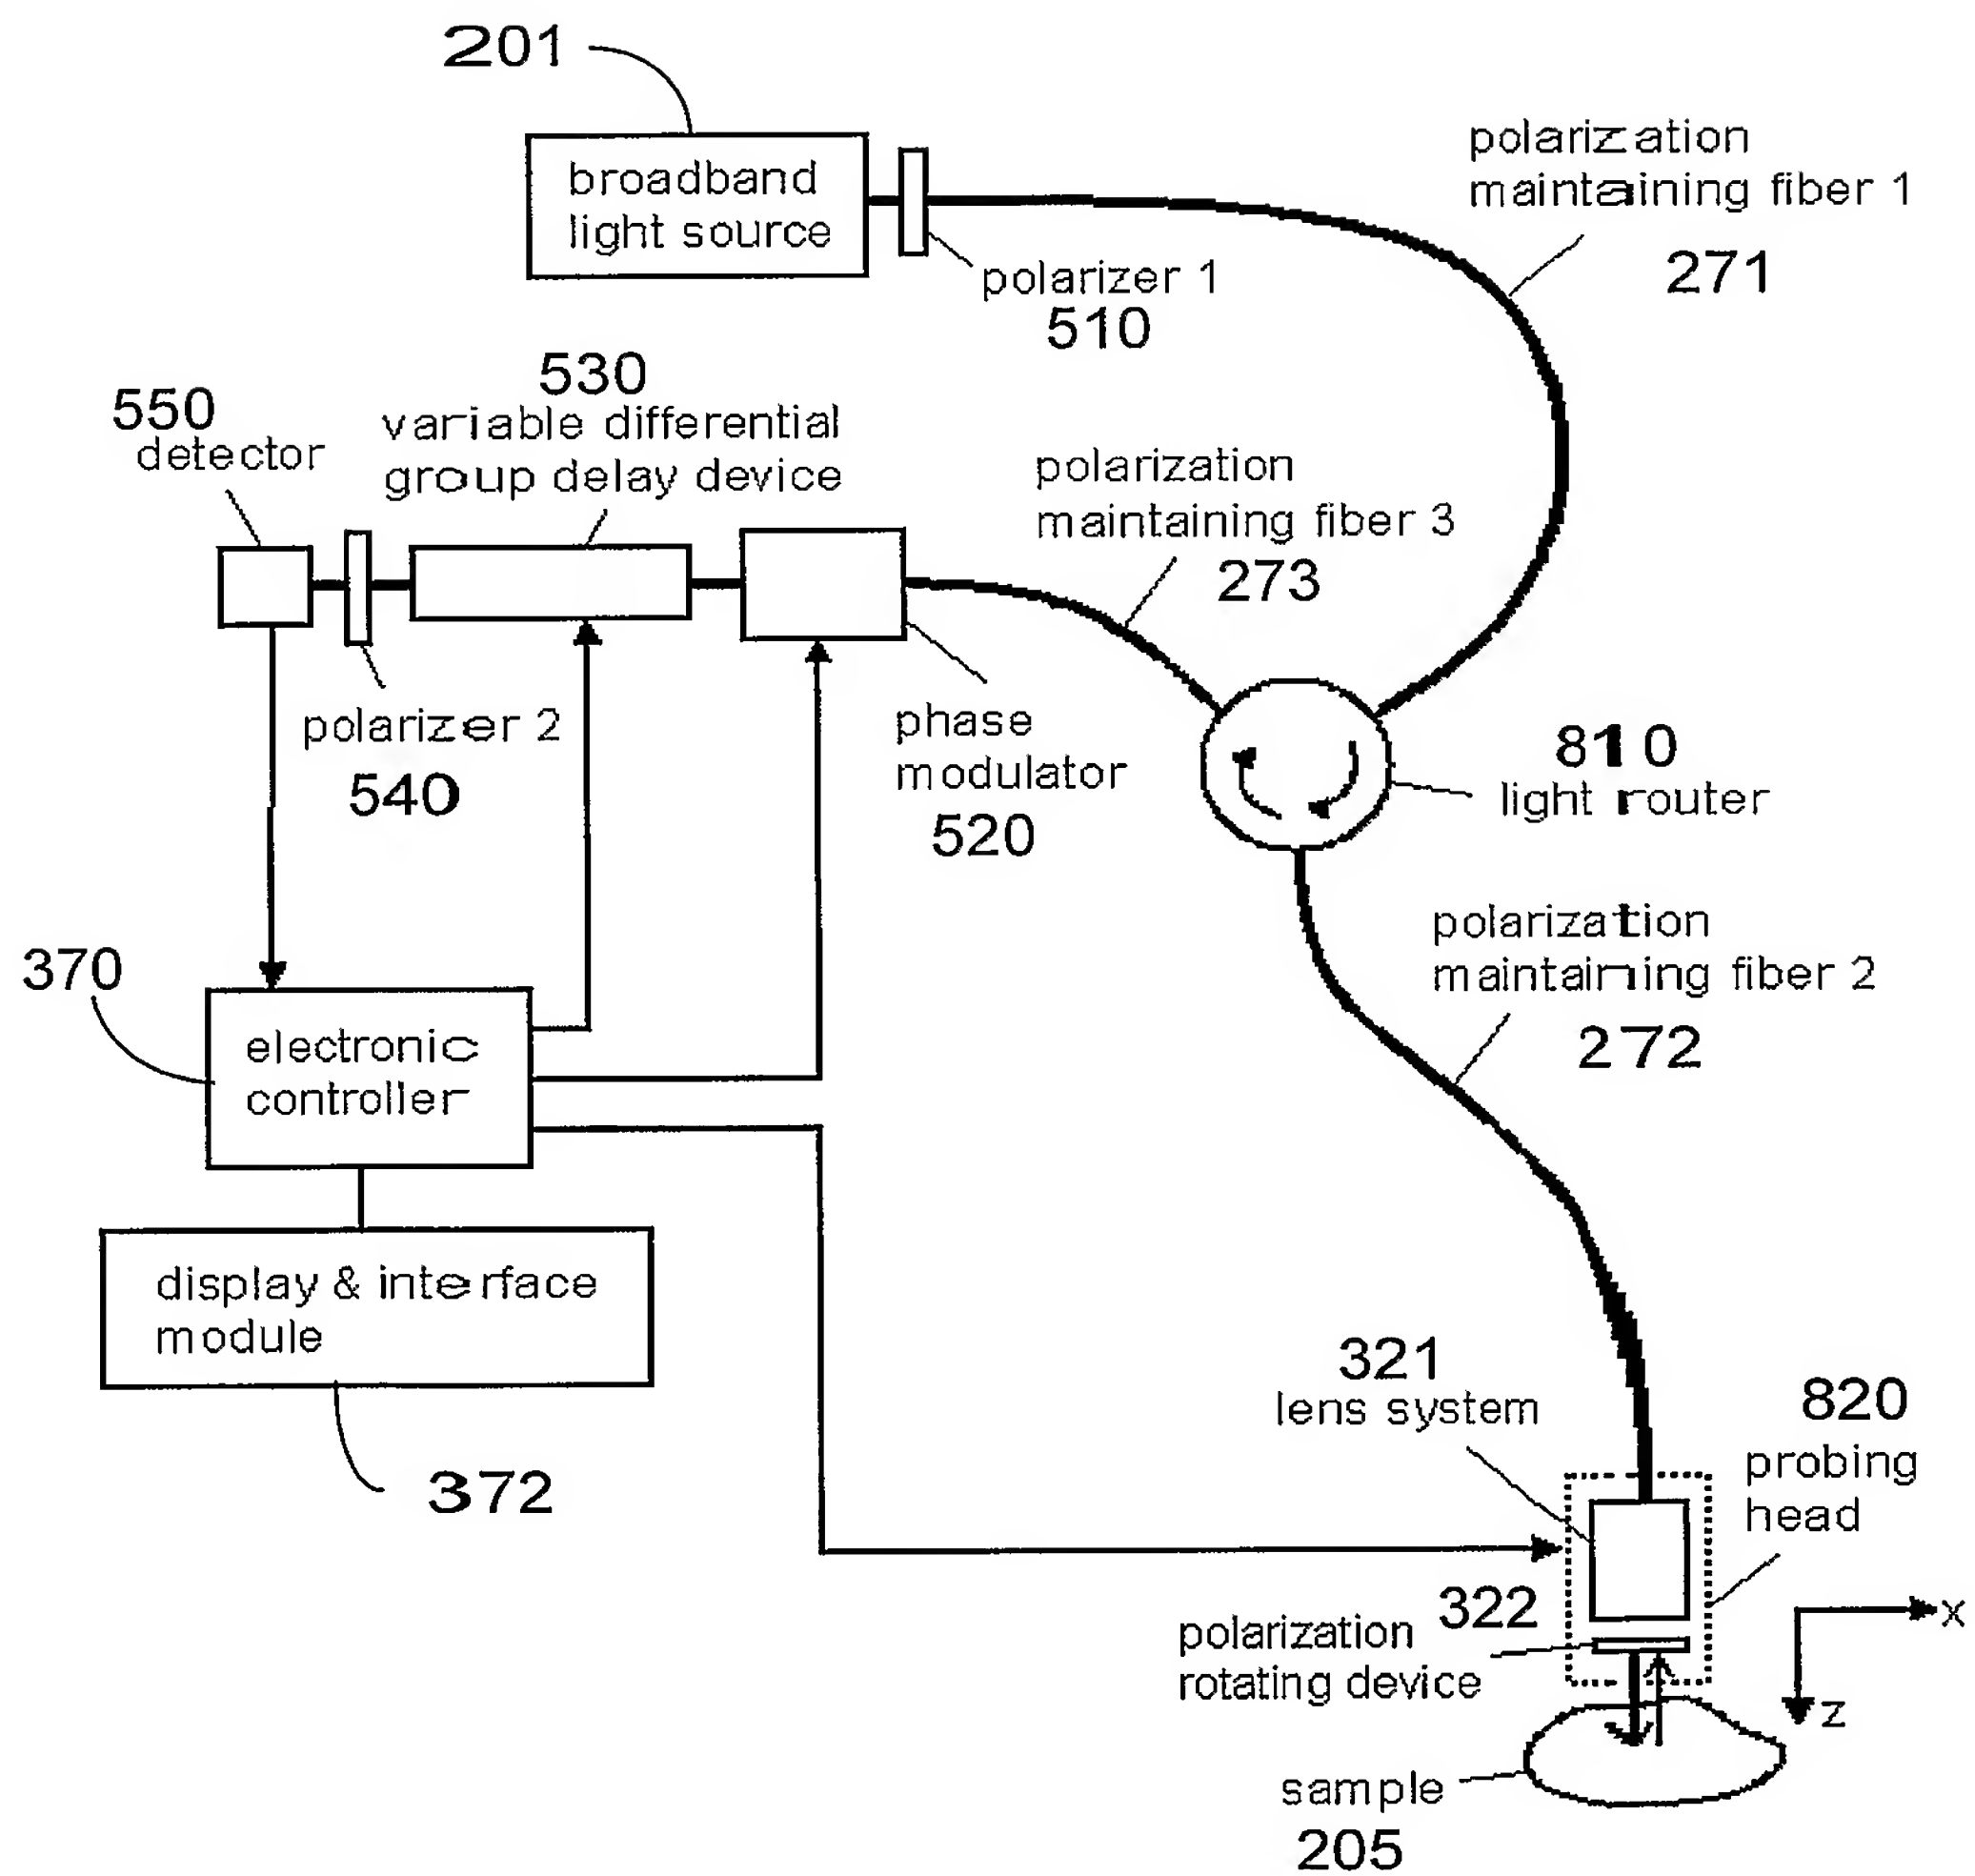 201
broadband
light source
polarization
maintaining fiber 1
271
polarizer 1
510
530
variable differential
group delay device
550
detector
polarization
maintaining fiber 3
273
polarizer 2
540
phase
modulator
520
810
light router
polarization
maintaining fiber 2
272
370
electronic
controller
display & interface
module
372
321
lens system
820
probing
head
322
polarization
rotating device
x
z
sample
205